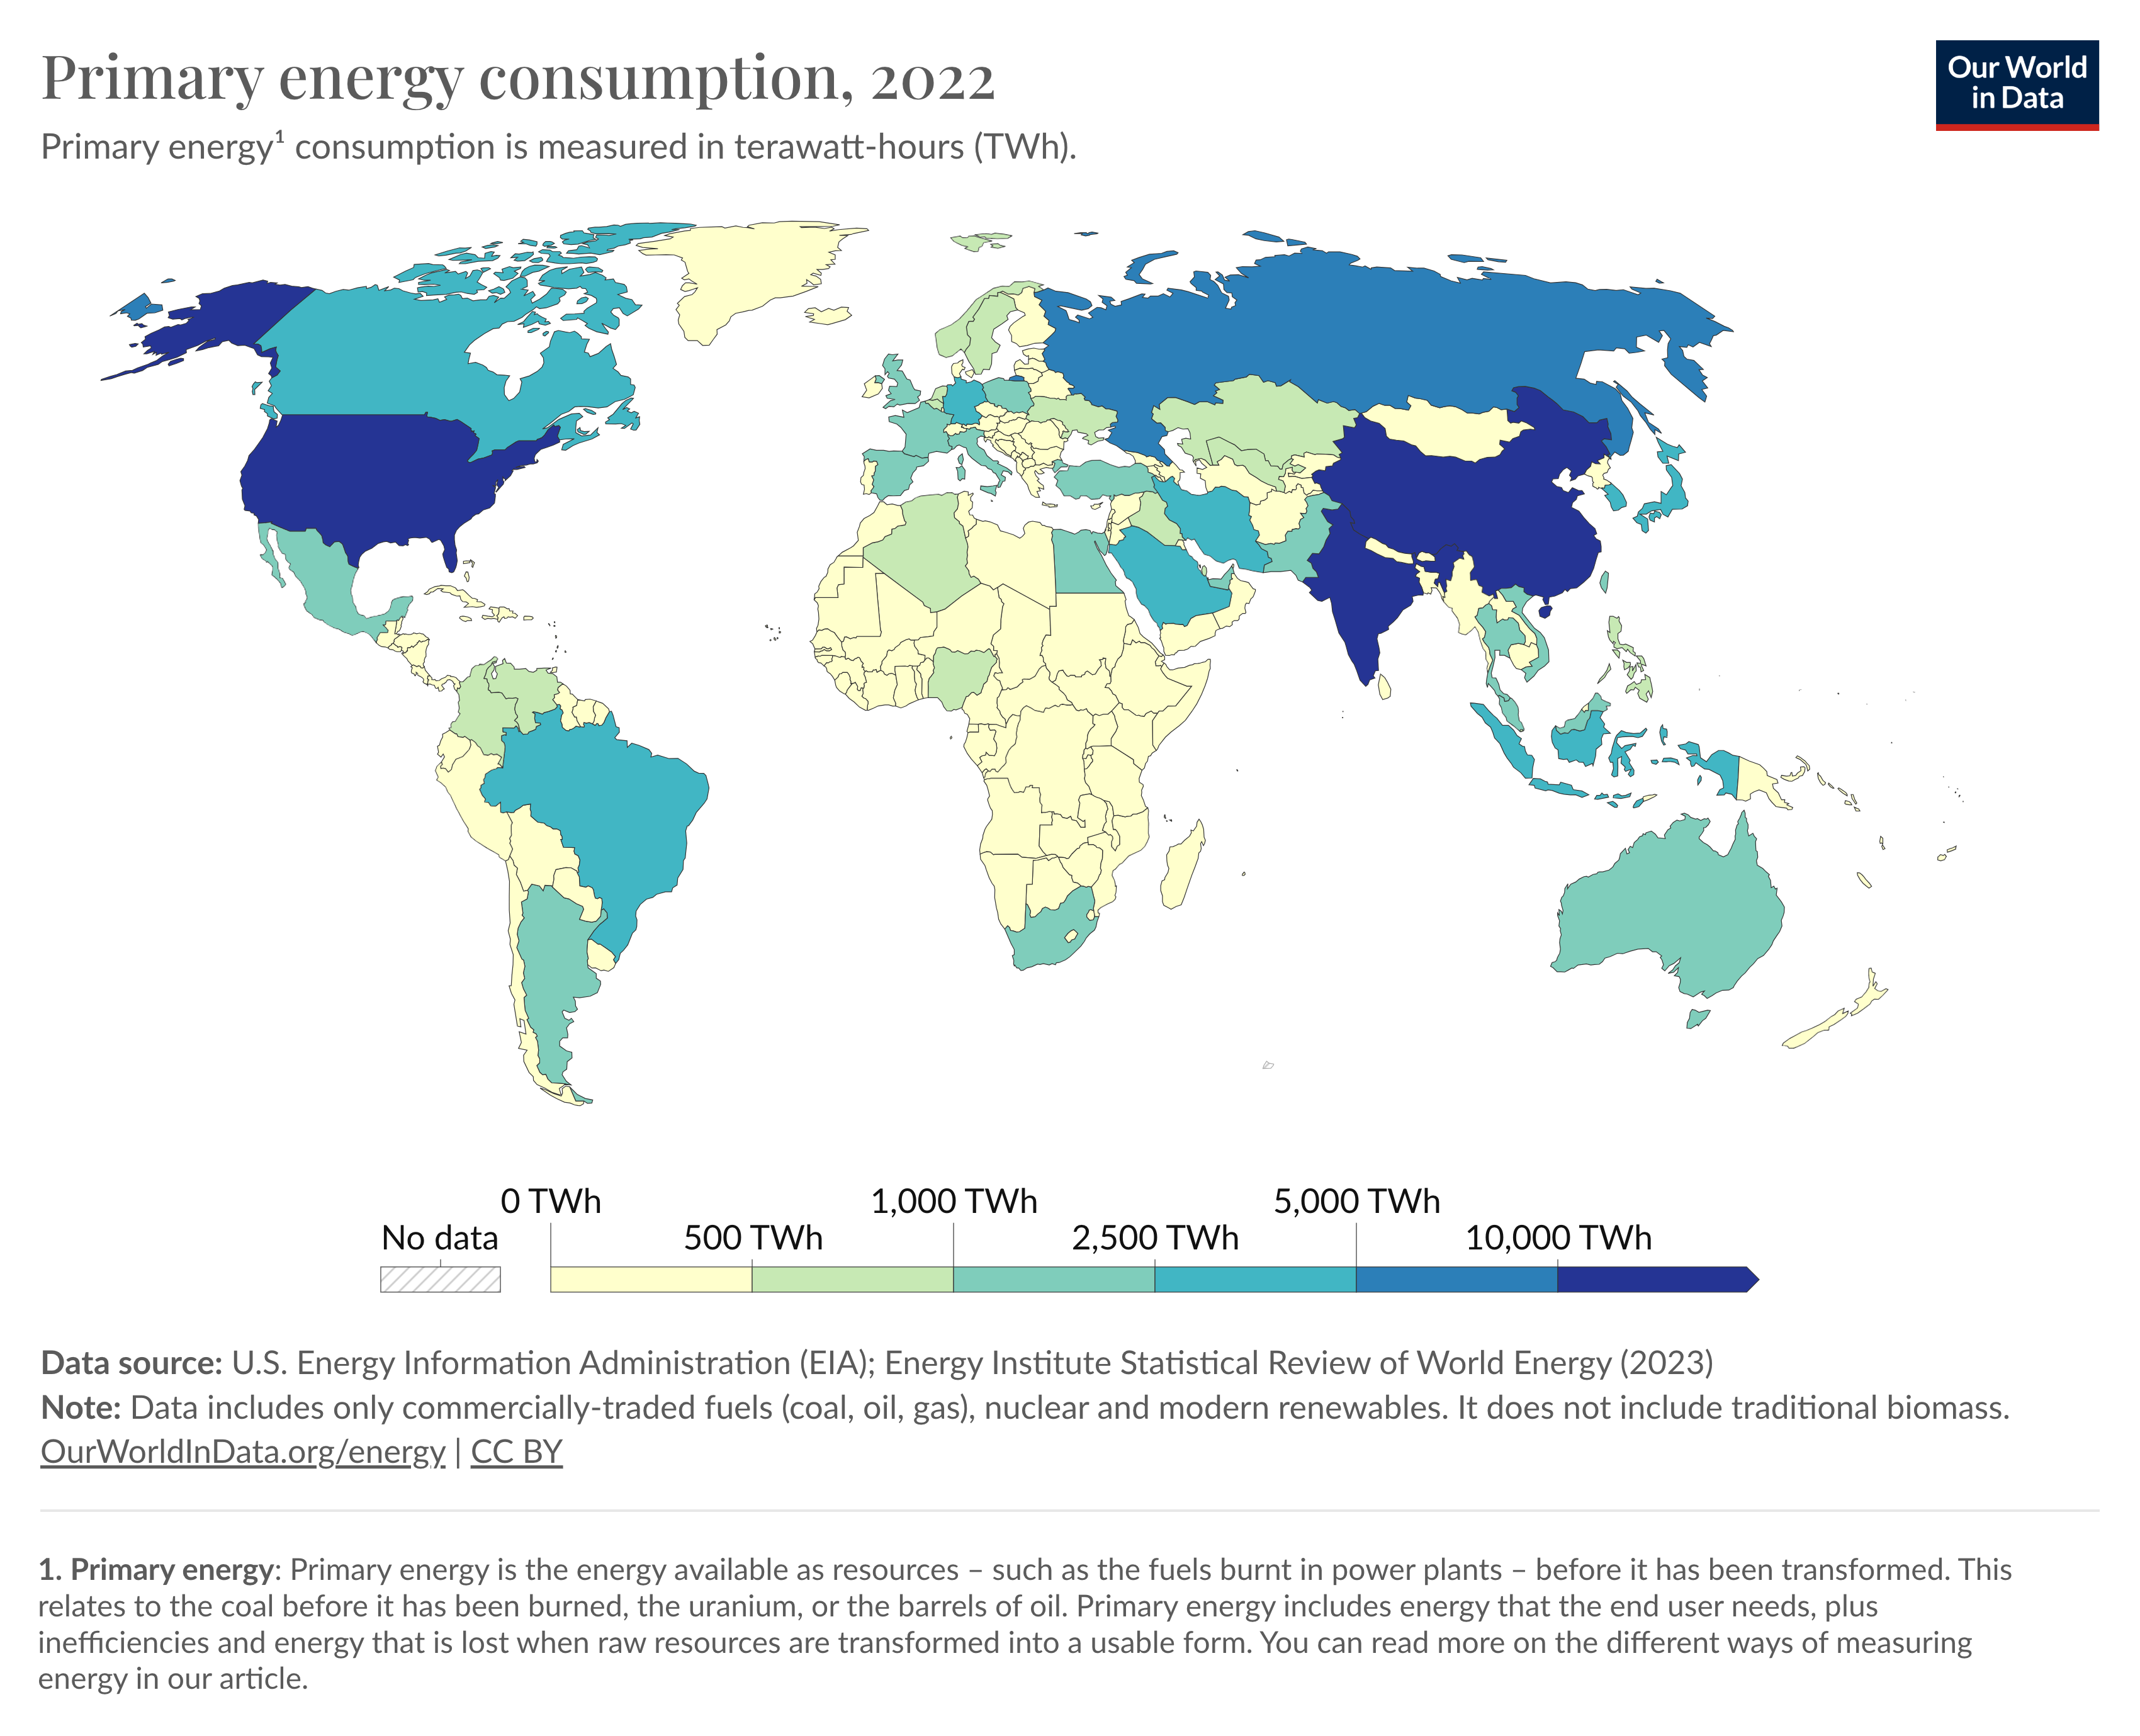 Primary energy consumption, 2022
Our World
in Data
Primary energy¹ consumption is measured in terawatt-hours (TWh).
0 TWh
1,000 TWh
5,000 TWh
No data
500 TWh
2,500 TWh
10,000 TWh
Data source: U.S. Energy Information Administration (EIA); Energy Institute Statistical Review of World Energy (2023)
Note: Data includes only commercially-traded fuels (coal, oil, gas), nuclear and modern renewables. It does not include traditional biomass.
OurWorldInData.org/energy | CC BY
1. Primary energy: Primary energy is the energy available as resources – such as the fuels burnt in power plants – before it has been transformed. This
relates to the coal before it has been burned, the uranium, or the barrels of oil. Primary energy includes energy that the end user needs, plus
inefficiencies and energy that is lost when raw resources are transformed into a usable form. You can read more on the different ways of measuring
energy in our article.